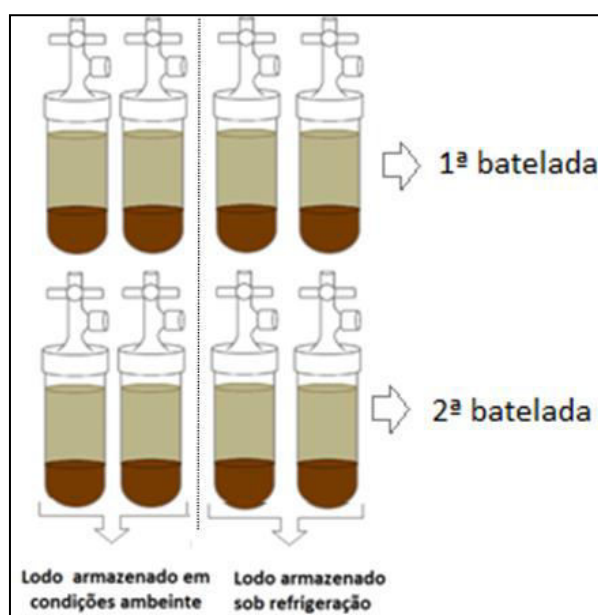 1ª batelada
2ª batelada
Lodo armazenado em
condições ambeinte
Lodo armazenado
sob refrigeração